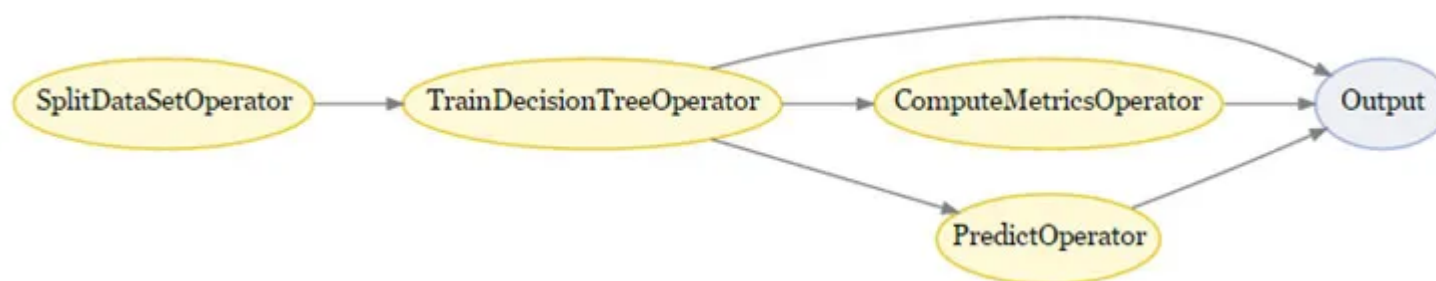 SplitDataSetOperator
TrainDecisionTreeOperator
ComputeMetricsOperator
Output
PredictOperator